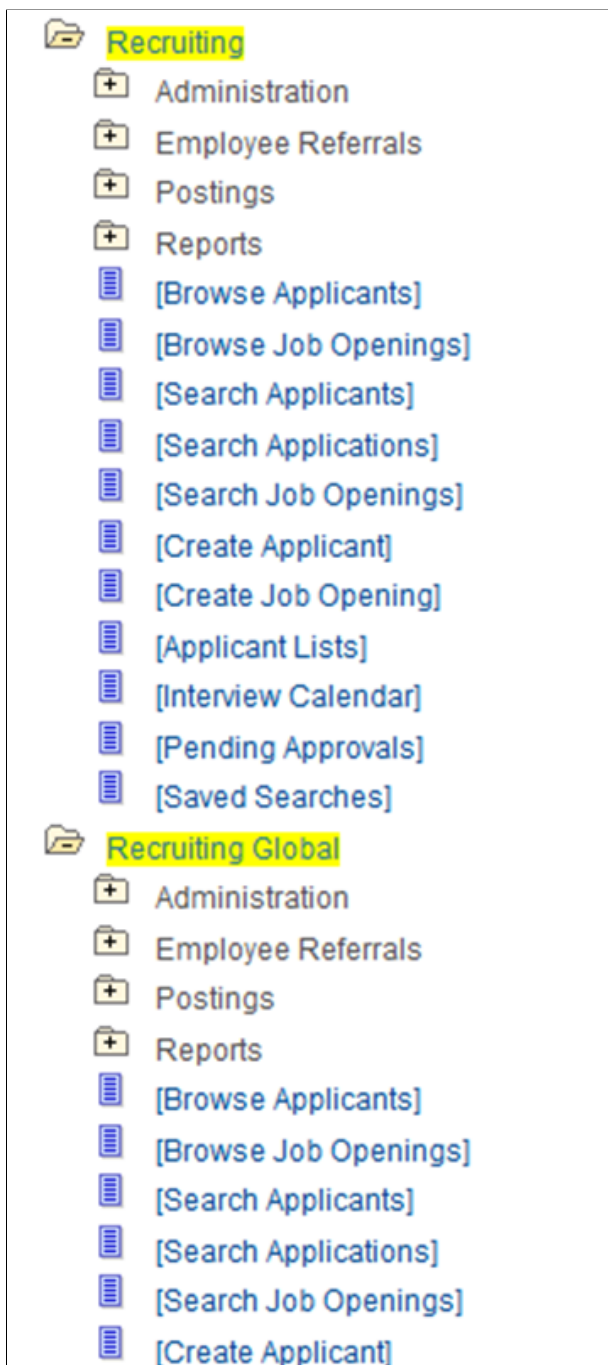 Recruiting
Administration
Employee Referrals
Postings
Reports
[Browse Applicants]
[Browse Job Openings]
[Search Applicants]
[Search Applications]
[Search Job Openings]
[Create Applicant]
[Create Job Opening]
[Applicant Lists]
[Interview Calendar]
[Pending Approvals]
[Saved Searches]
Recruiting Global
Administration
Employee Referrals
Postings
Reports
[Browse Applicants]
[Browse Job Openings]
[Search Applicants]
[Search Applications]
[Search Job Openings]
[Create Applicant]